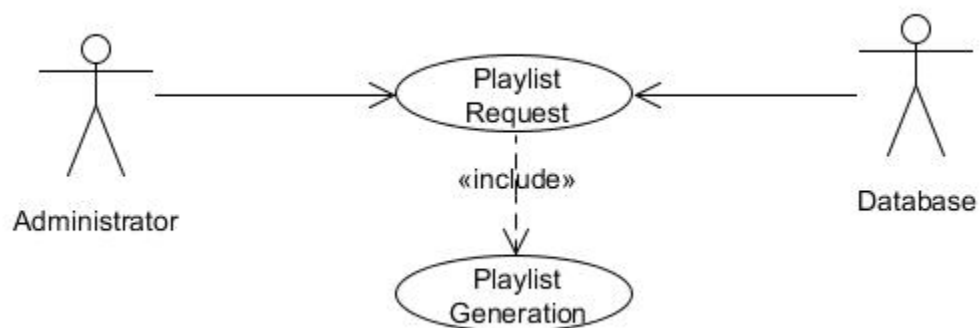 Playlist
Request
«include»
Administrator
Database
Playlist
Generation